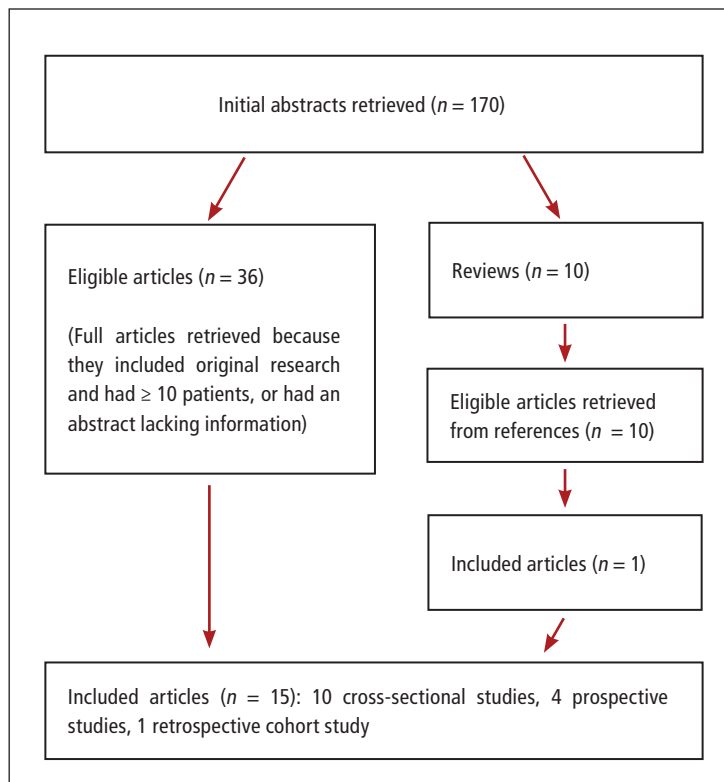 Initial abstracts retrieved (n = 170)
Eligible articles (n = 36)
(Full articles retrieved because
they included original research
and had ≥ 10 patients, or had an
abstract lacking information)
Reviews (n = 10)
Eligible articles retrieved
from references (n = 10)
Included articles (n = 1)
Included articles (n = 15): 10 cross-sectional studies, 4 prospective
studies, 1 retrospective cohort study